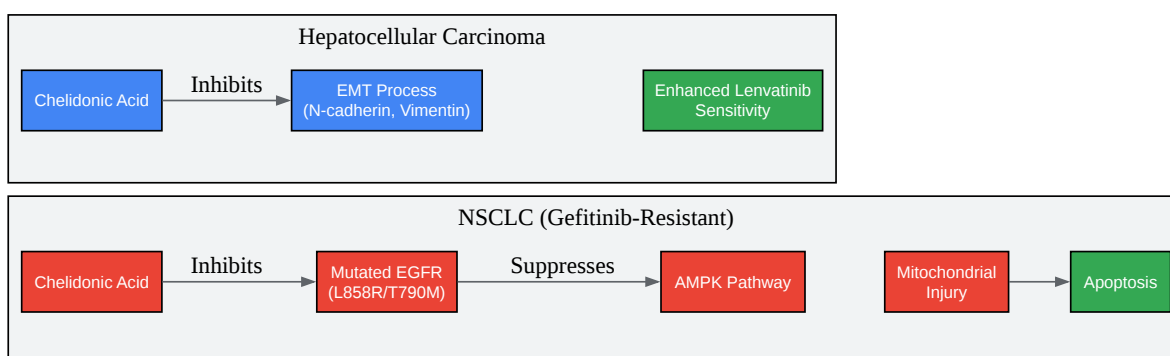 Hepatocellular Carcinoma
Chelidonic Acid
Inhibits
EMT Process
(N-cadherin, Vimentin)
Enhanced Lenvatinib
Sensitivity
NSCLC (Gefitinib-Resistant)
Chelidonic Acid
Inhibits
Mutated EGFR
(L858R/T790M)
Suppresses
AMPK Pathway
Mitochondrial
Injury
Apoptosis